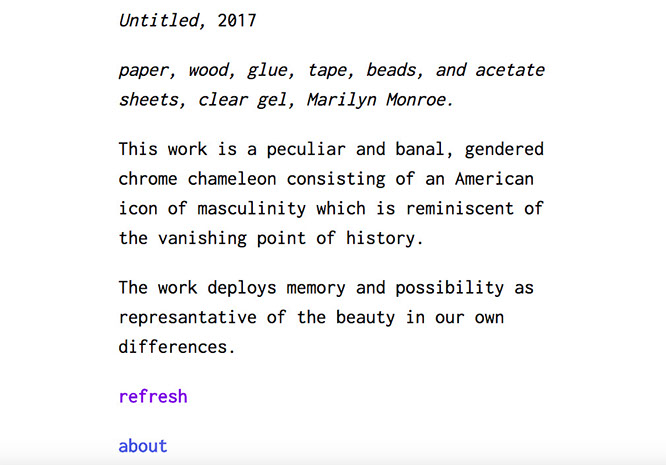 Untitled, 2017
paper, wood, glue, tape, beads, and acetate
sheets, clear gel, Marilyn Monroe.
This work is a peculiar and banal, gendered
chrome chameleon consisting of an American
icon of masculinity which is reminiscent of
the vanishing point of history.
The work deploys memory and possibility as
represantative of the beauty in our own
differences.
refresh
about